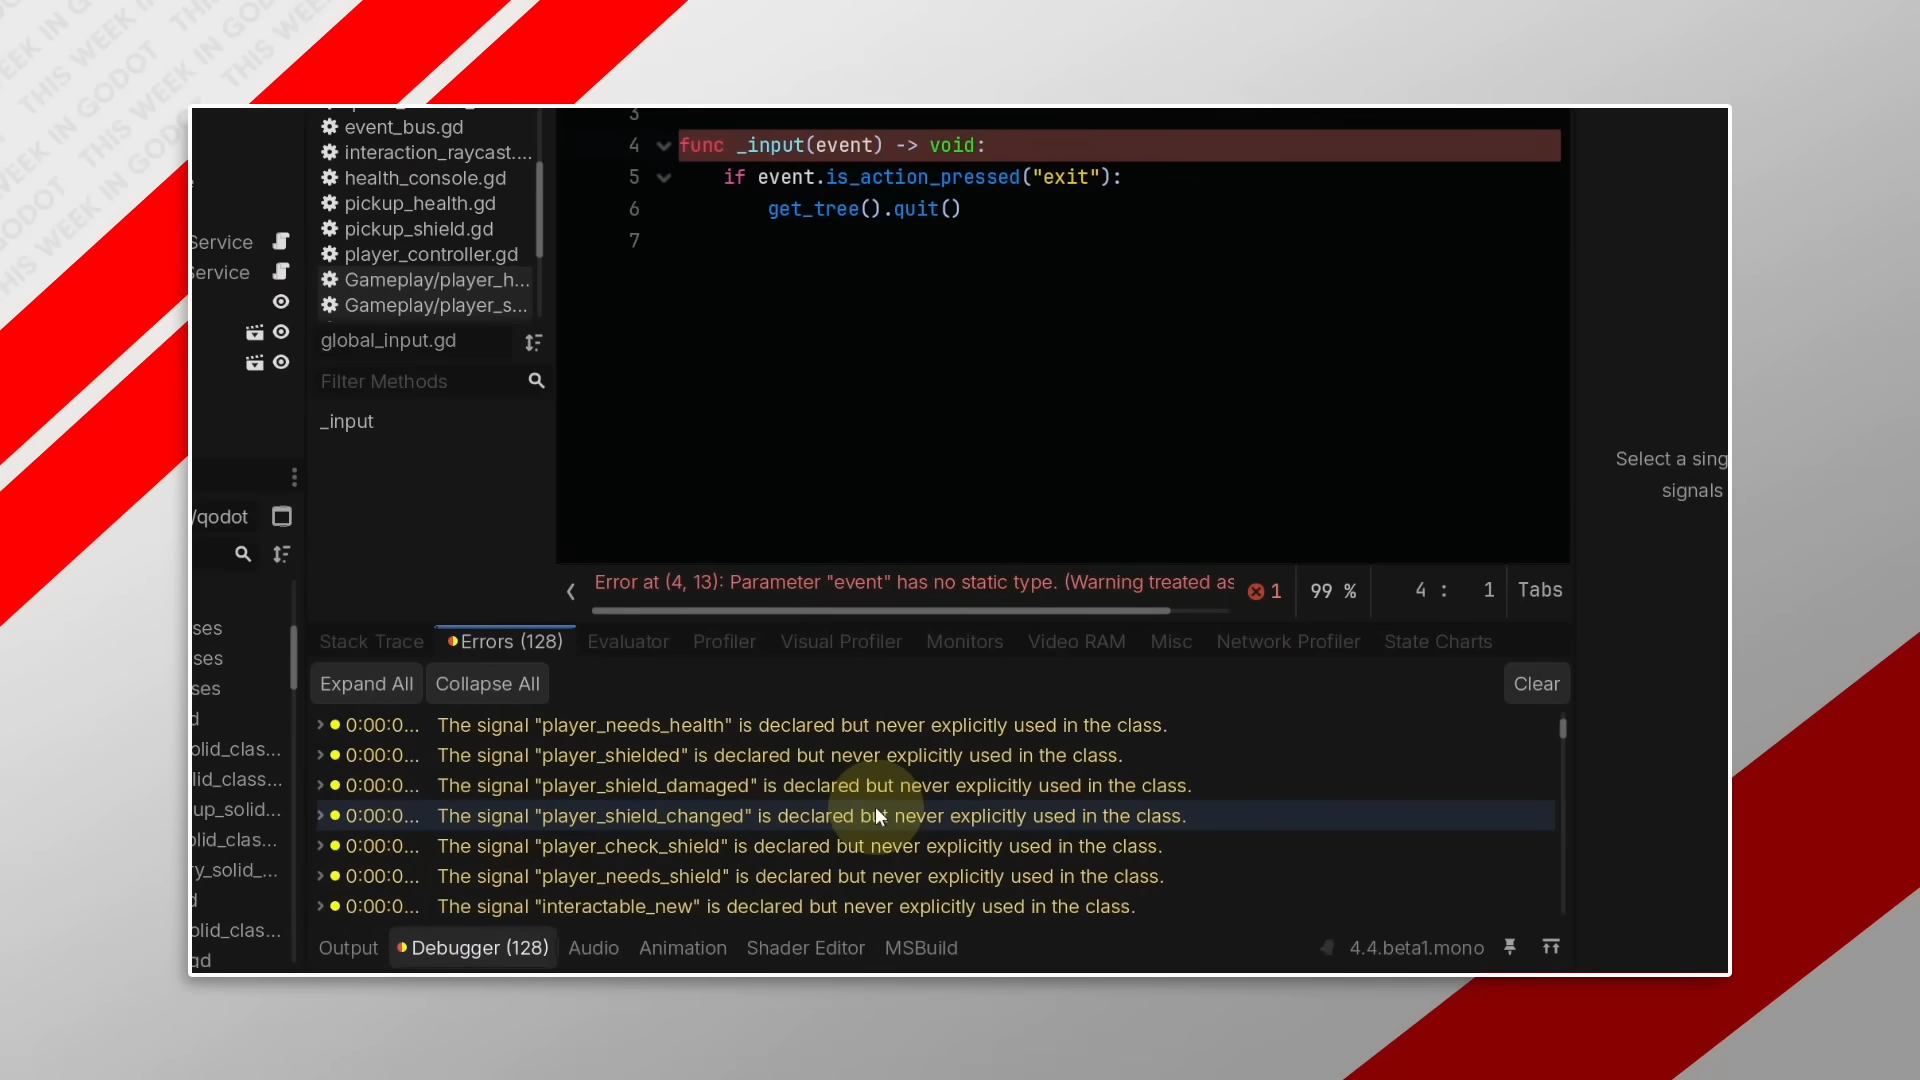 THIS WEEK IN GODOT
event_bus.gd
interaction_raycast....
health_console.gd
pickup_health.gd
pickup_shield.gd
player_controller.gd
Gameplay/player_h...
Gameplay/player_s...
global_input.gd
Filter Methods
_input
Service
ervice
/qodot
ses
ses
ses
d
olid_clas...
lid_class...
up_solid...
olid_clas...
ry_solid_...
d
olid_clas...
gd
3
4 func _input(event) -> void:
5 if event.is_action_pressed("exit"):
6 get_tree().quit()
7
Select a sing
signals
Error at (4, 13): Parameter "event" has no static type. (Warning treated as
1 99 % 4 : 1 Tabs
Stack Trace Errors (128) Evaluator Profiler Visual Profiler Monitors Video RAM Misc Network Profiler State Charts
Expand All Collapse All Clear
0:00:0... The signal "player_needs_health" is declared but never explicitly used in the class.
0:00:0... The signal "player_shielded" is declared but never explicitly used in the class.
0:00:0... The signal "player_shield_damaged" is declared but never explicitly used in the class.
0:00:0... The signal "player_shield_changed" is declared but never explicitly used in the class.
0:00:0... The signal "player_check_shield" is declared but never explicitly used in the class.
0:00:0... The signal "player_needs_shield" is declared but never explicitly used in the class.
0:00:0... The signal "interactable_new" is declared but never explicitly used in the class.
Output Debugger (128) Audio Animation Shader Editor MSBuild 4.4.beta1.mono